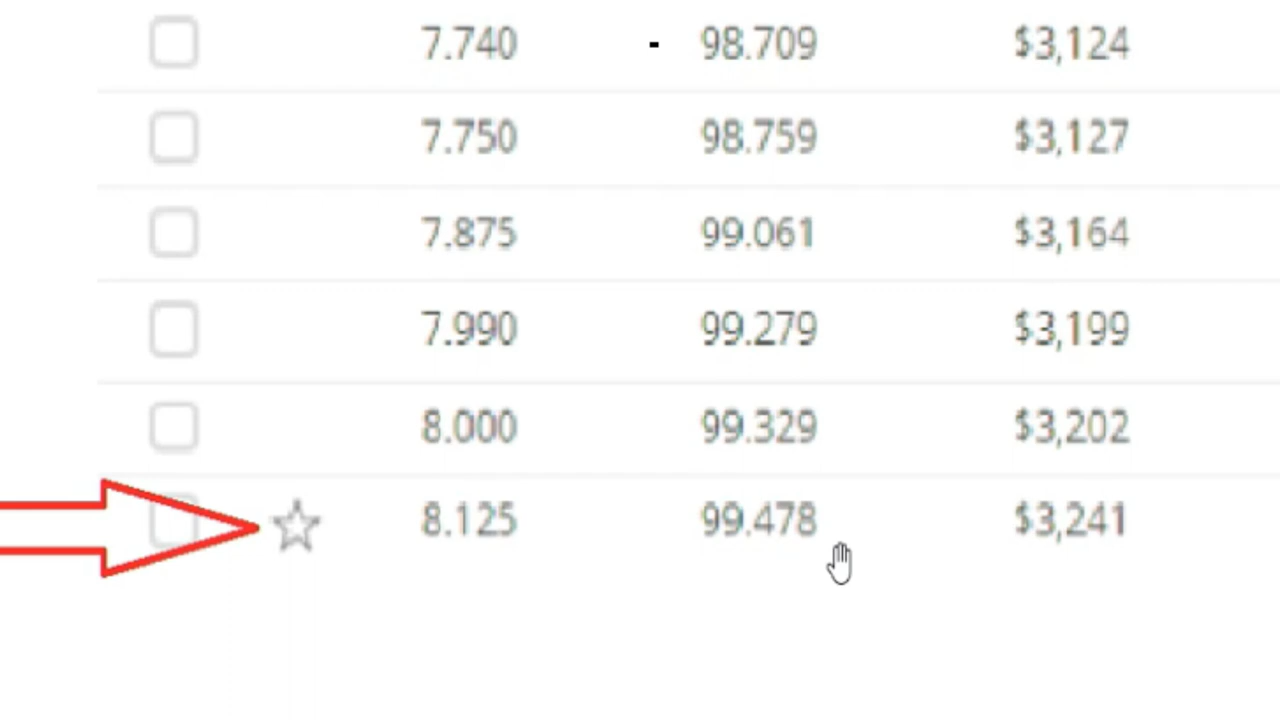 7.740 - 98.709 $3,124
7.750 98.759 $3,127
7.875 99.061 $3,164
7.990 99.279 $3,199
8.000 99.329 $3,202
8.125 99.478 $3,241